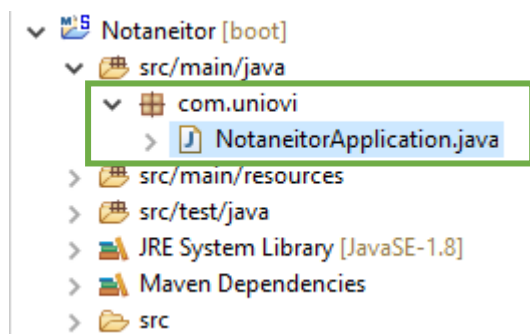 Notaneitor [boot]
src/main/java
com.uniovi
NotaneitorApplication.java
src/main/resources
src/test/java
JRE System Library [JavaSE-1.8]
Maven Dependencies
src